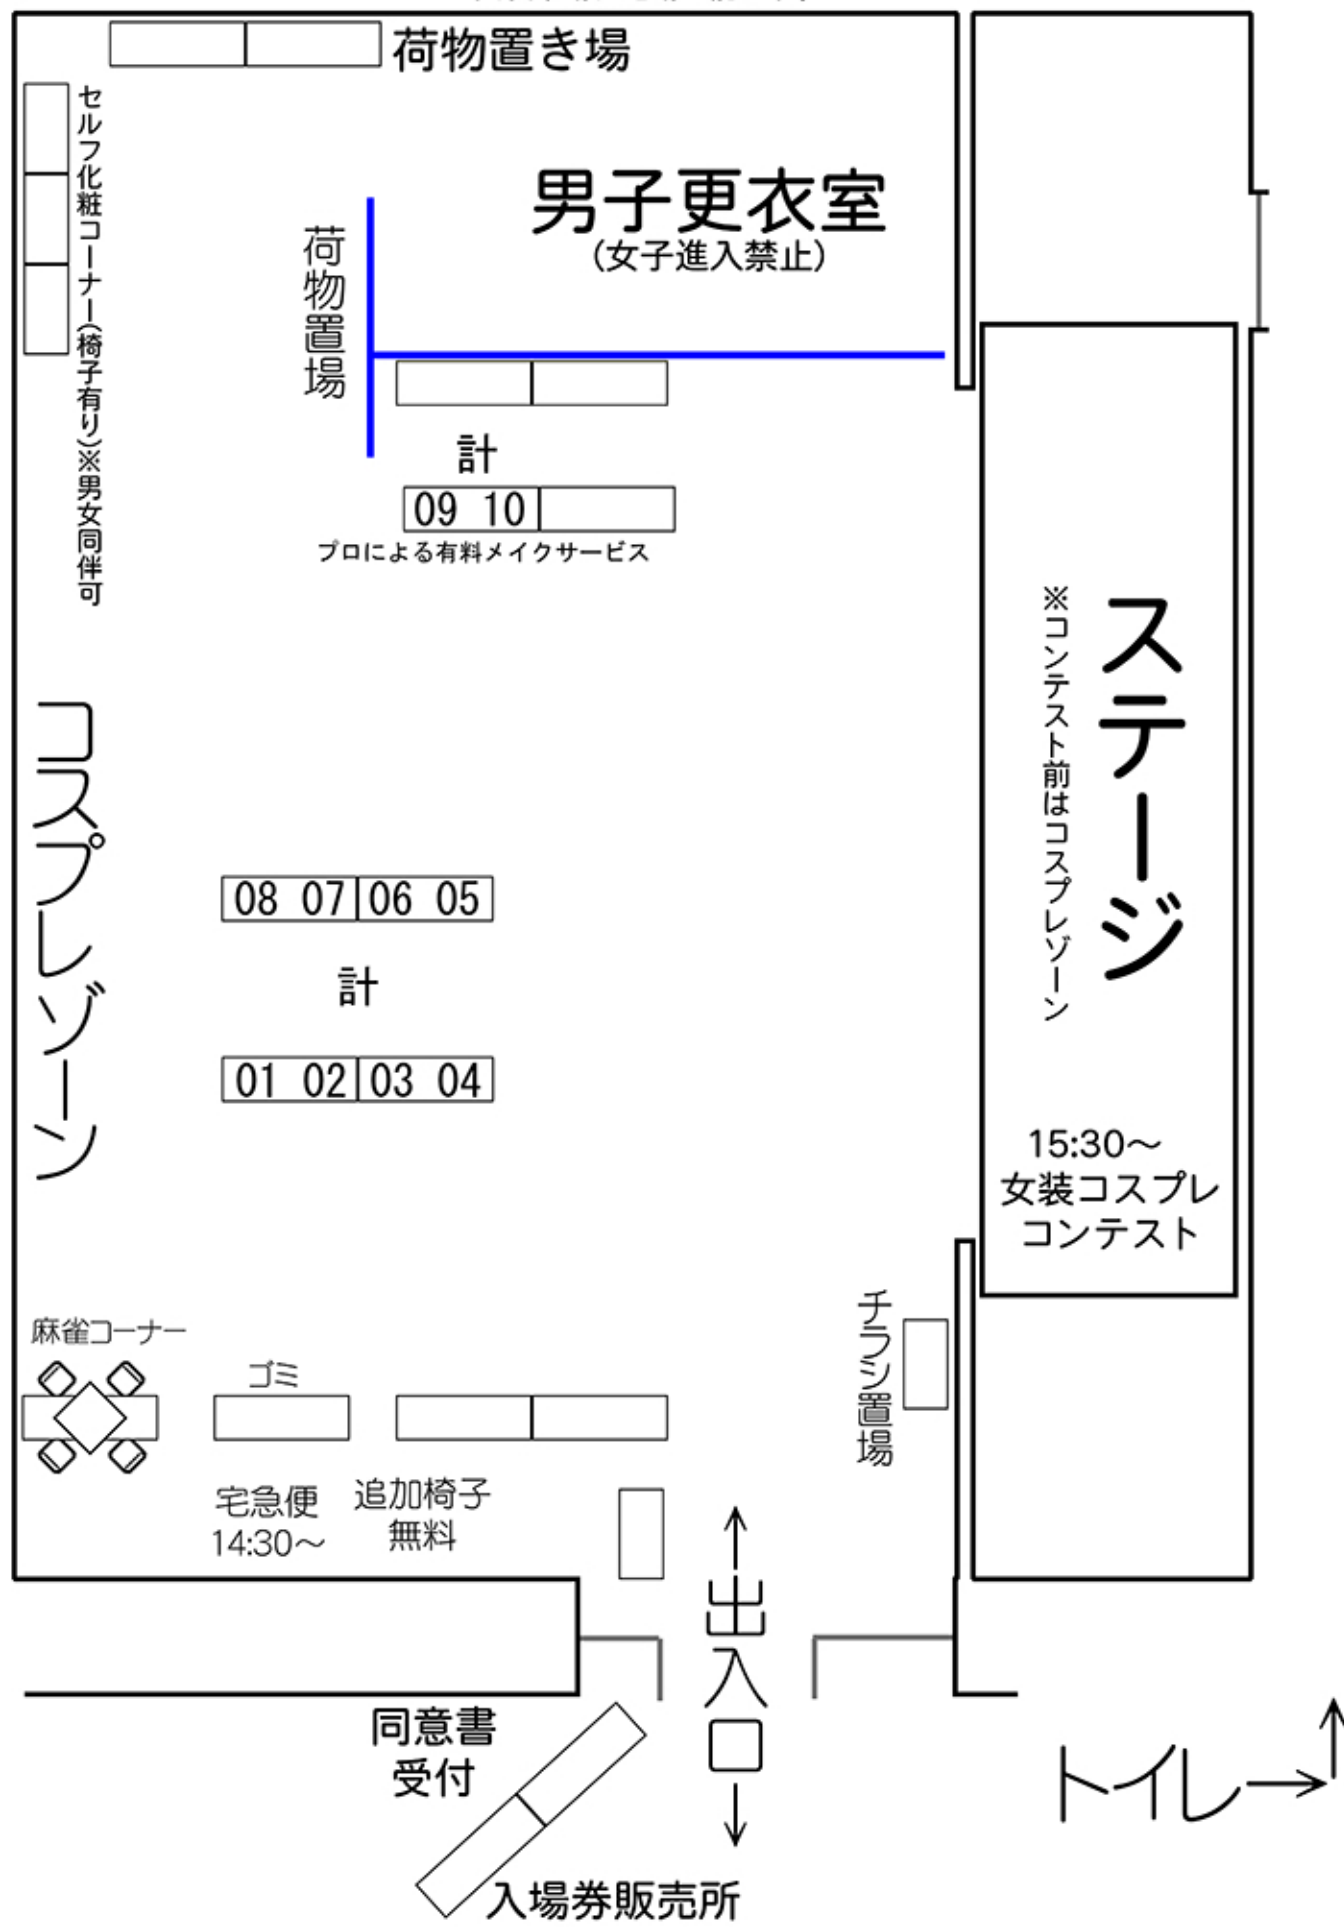 荷物置き場
セルフ化粧コーナー(椅子有り)※男女同伴可
男子更衣室
(女子進入禁止)
荷物置場
計
09 10
プロによる有料メイクサービス
ステージ
※コンテスト前はコスプレゾーン
コスプレゾーン
08 07 06 05
計
01 02 03 04
15:30～
女装コスプレ
コンテスト
麻雀コーナー
ゴミ
チラシ置場
宅急便
14:30～
追加椅子
無料
出入口
同意書
受付
トイレ
入場券販売所